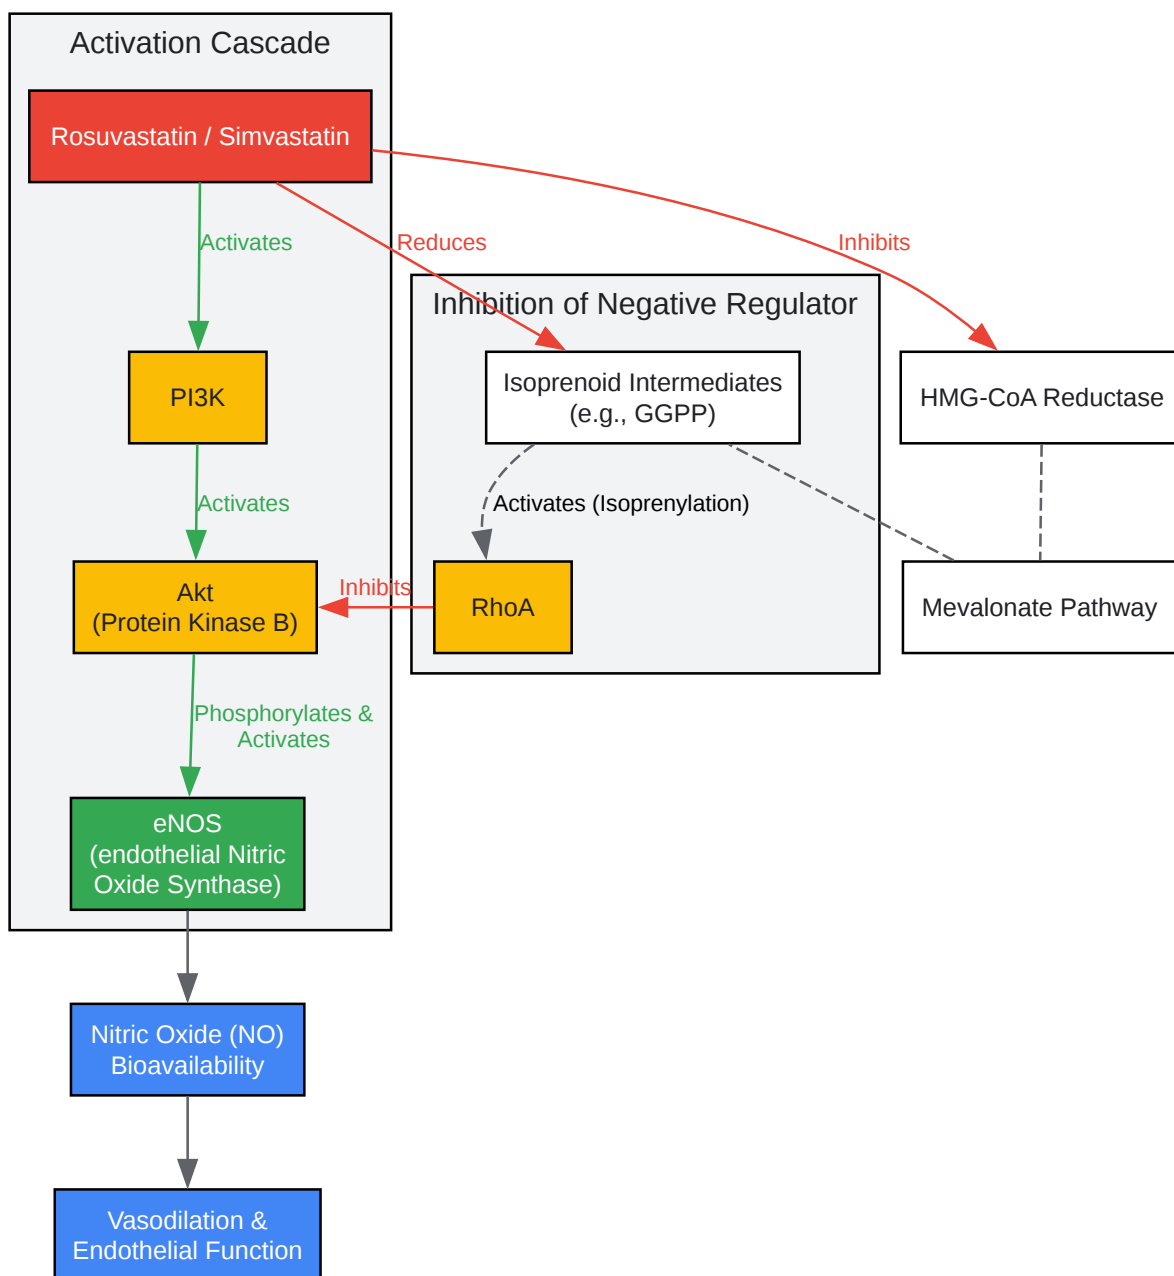 Activation Cascade
Rosuvastatin / Simvastatin
Activates
Reduces
Inhibits
Inhibition of Negative Regulator
PI3K
Isoprenoid Intermediates
(e.g., GGPP)
HMG-CoA Reductase
Activates
Activates (Isoprenylation)
Akt
(Protein Kinase B)
Inhibits
RhoA
Mevalonate Pathway
Phosphorylates &
Activates
eNOS
(endothelial Nitric
Oxide Synthase)
Nitric Oxide (NO)
Bioavailability
Vasodilation &
Endothelial Function